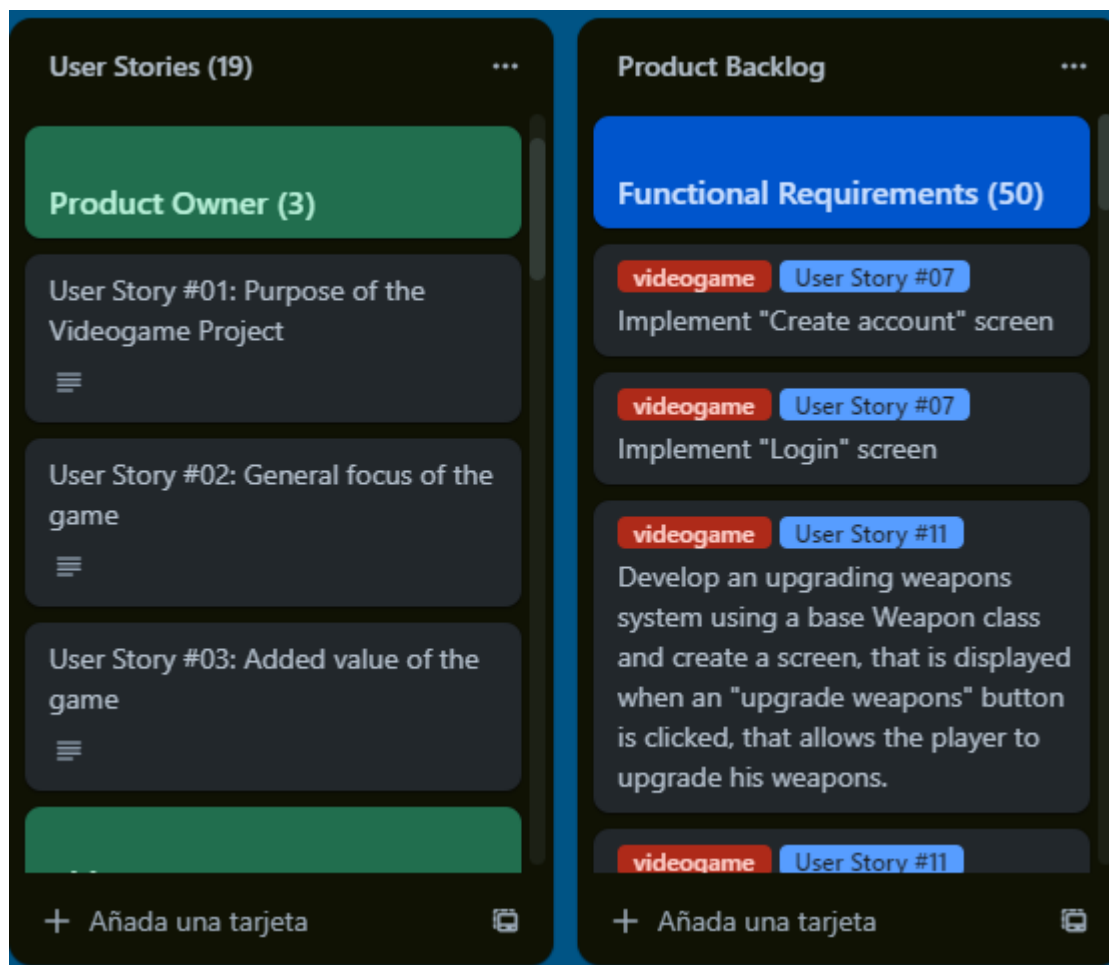 User Stories (19)
Product Owner (3)
User Story #01: Purpose of the
Videogame Project
User Story #02: General focus of the
game
User Story #03: Added value of the
game
Añada una tarjeta
Product Backlog
Functional Requirements (50)
videogame User Story #07
Implement "Create account" screen
videogame User Story #07
Implement "Login" screen
videogame User Story #11
Develop an upgrading weapons
system using a base Weapon class
and create a screen, that is displayed
when an "upgrade weapons" button
is clicked, that allows the player to
upgrade his weapons.
videogame User Story #11
Añada una tarjeta